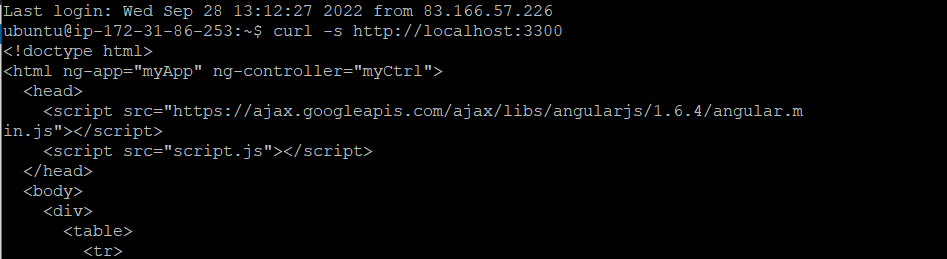 Last login: Wed Sep 28 13:12:27 2022 from 83.166.57.226
ubuntu@ip-172-31-86-253:~$ curl -s http://localhost:3300
<!doctype html>
<html ng-app="myApp" ng-controller="myCtrl">
  <head>
    <script src="https://ajax.googleapis.com/ajax/libs/angularjs/1.6.4/angular.m
in.js"></script>
    <script src="script.js"></script>
  </head>
  <body>
    <div>
      <table>
        <tr>